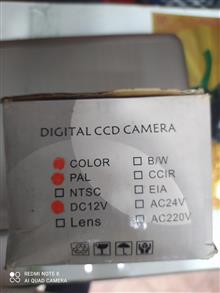 DIGITAL CCD CAMERA
COLOR B/W
PAL CCIR
NTSC EIA
DC12V AC24V
Lens AC220V
REDMI NOTE 8
AI QUAD CAMERA